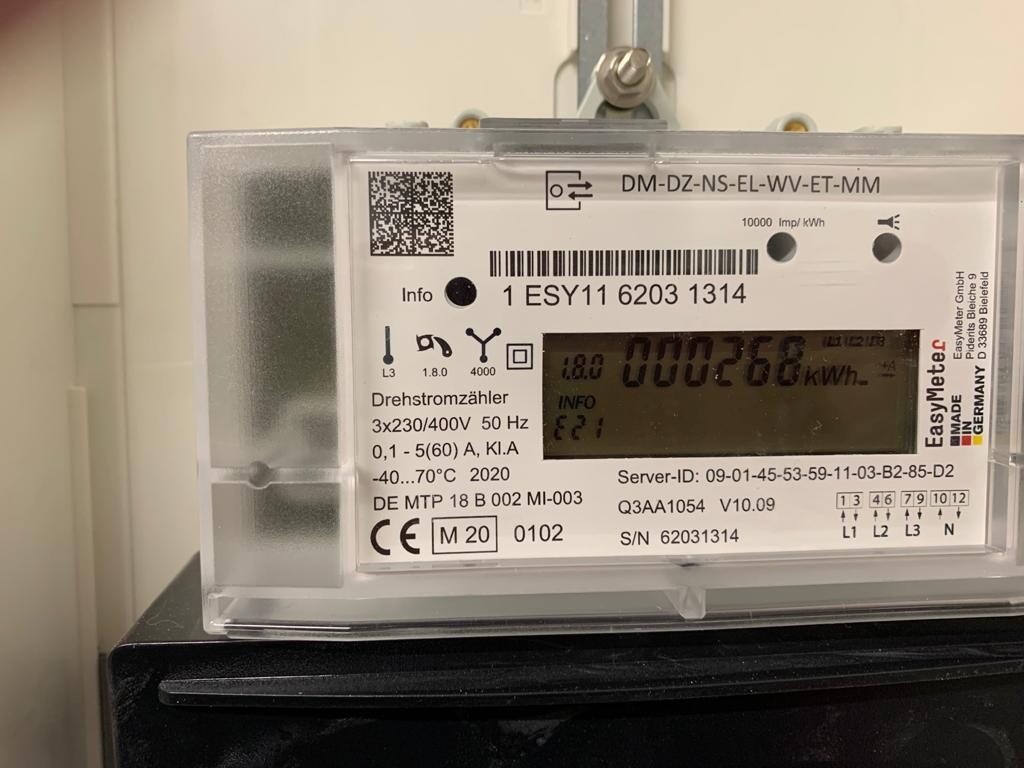 DM-DZ-NS-EL-WV-ET-MM
10000 Imp/ kWh
Info
1 ESY11 6203 1314
L3 1.8.0 4000
Drehstromzähler
3x230/400V 50 Hz
0,1 - 5(60) A, Kl.A
-40...70°C 2020
DE MTP 18 B 002 MI-003
CE M 20 0102
L1 L2 L3
1.8.0 000268 kWh +A
INFO
E21
Server-ID: 09-01-45-53-59-11-03-B2-85-D2
Q3AA1054 V10.09
S/N 62031314
1 3 4 6 7 9 10 12
L1 L2 L3 N
EasyMeter
MADE
IN
GERMANY
EasyMeter GmbH
Piderits Bleiche 9
D 33689 Bielefeld